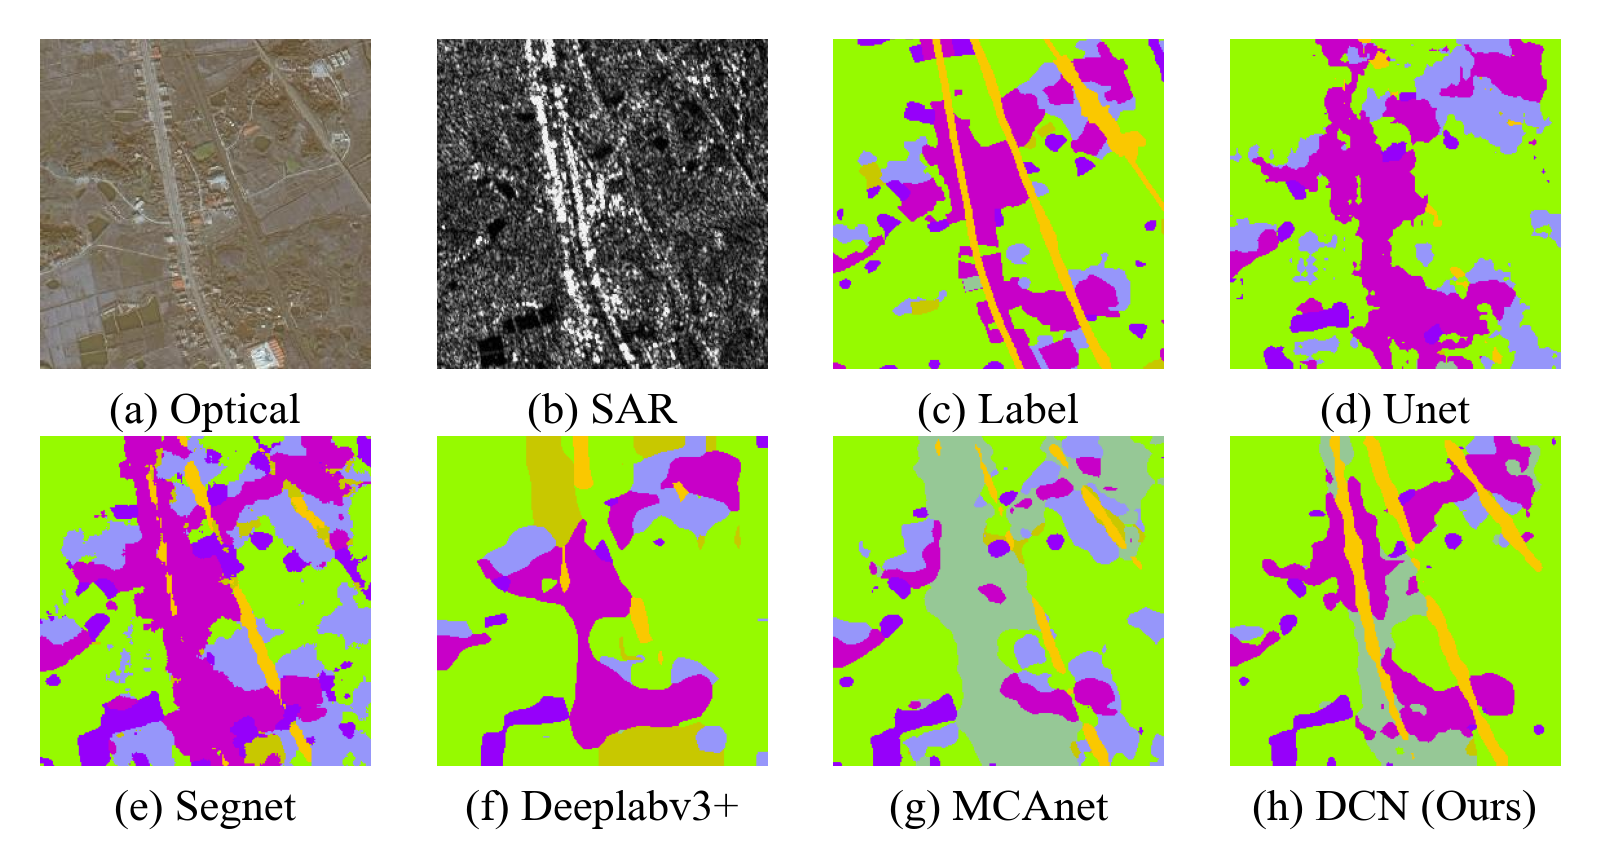 (a) Optical
(b) SAR
(c) Label
(d) Unet
(e) Segnet
(f) Deeplabv3+
(g) MCAnet
(h) DCN (Ours)